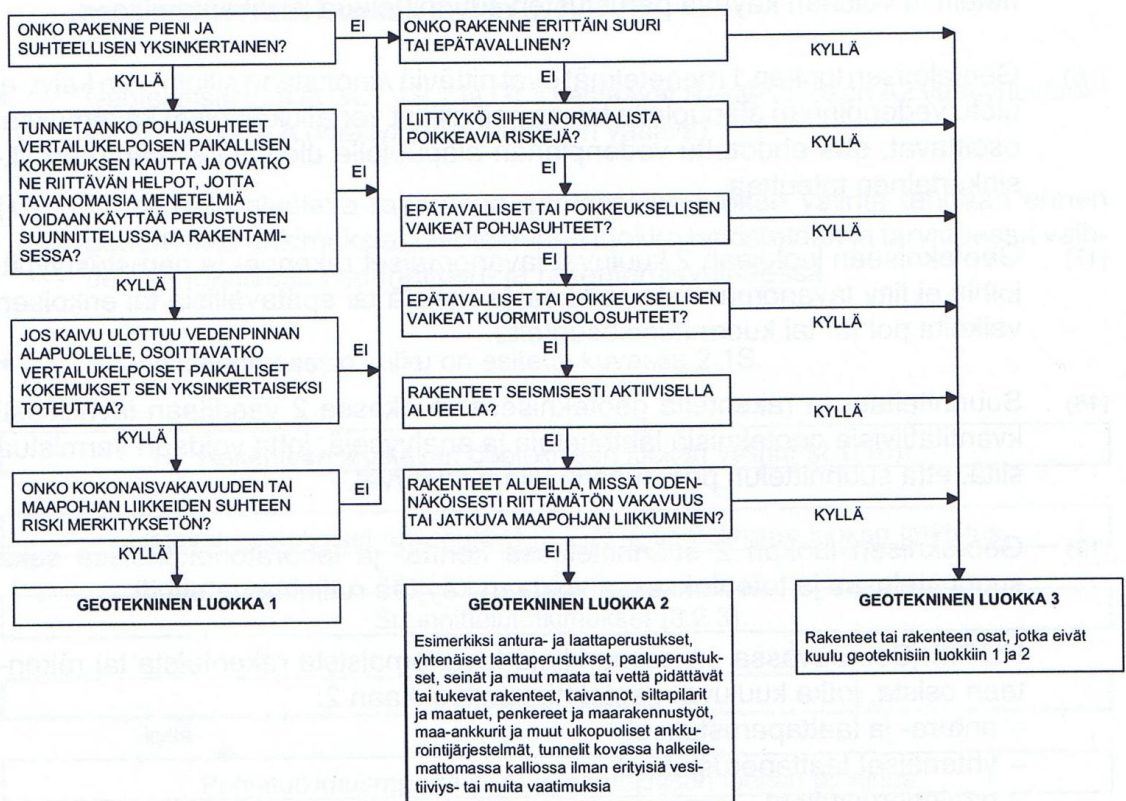 ONKO RAKENNE PIENI JA
SUHTEELLISEN YKSINKERTAINEN?
EI
KYLLÄ
TUNNETAANKO POHJASUHTEET
VERTAILUKELPOISEN PAIKALLISEN
KOKEMUKSEN KAUTTA JA OVATKO
NE RIITTÄVÄN HELPOT, JOTTA
TAVANOMAISIA MENETELMIÄ
VOIDAAN KÄYTTÄÄ PERUSTUSTEN
SUUNNITTELUSSA JA RAKENTAMI-
SESSA?
EI
KYLLÄ
JOS KAIVU ULOTTUU VEDENPINNAN
ALAPUOLELLE, OSOITTAVATKO
VERTAILUKELPOISET PAIKALLISET
KOKEMUKSET SEN YKSINKERTAISEKSI
TOTEUTTAA?
EI
KYLLÄ
ONKO KOKONAISVAKAVUUDEN TAI
MAAPOHJAN LIIKKEIDEN SUHTEEN
RISKI MERKITYKSETÖN?
EI
KYLLÄ
GEOTEKNINEN LUOKKA 1
ONKO RAKENNE ERITTÄIN SUURI
TAI EPÄTAVALLINEN?
KYLLÄ
EI
LIITTYYKÖ SIIHEN NORMAALISTA
POIKKEAVIA RISKEJÄ?
KYLLÄ
EI
EPÄTAVALLISET TAI POIKKEUKSELLISEN
VAIKEAT POHJASUHTEET?
KYLLÄ
EI
EPÄTAVALLISET TAI POIKKEUKSELLISEN
VAIKEAT KUORMITUSOLOSUHTEET?
KYLLÄ
EI
RAKENTEET SEISMISESTI AKTIIVISELLA
ALUEELLA?
KYLLÄ
EI
RAKENTEET ALUEILLA, MISSÄ TODEN-
NÄKÖISESTI RIITTÄMÄTÖN VAKAVUUS
TAI JATKUVA MAAPOHJAN LIIKKUMINEN?
KYLLÄ
EI
GEOTEKNINEN LUOKKA 2
Esimerkiksi antura- ja laattaperustukset,
yhtenäiset laattaperustukset, paaluperustuk-
set, seinät ja muut maata tai vettä pidättävät
tai tukevat rakenteet, kaivannot, siltapilarit
ja maatuet, penkereet ja maarakennustyöt,
maa-ankkurit ja muut ulkopuoliset ankku-
rointijärjestelmät, tunnelit kovassa halkeile-
mattomassa kalliossa ilman erityisiä vesi-
tiiviys- tai muita vaatimuksia
GEOTEKNINEN LUOKKA 3
Rakenteet tai rakenteen osat, jotka eivät
kuulu geoteknisiin luokkiin 1 ja 2